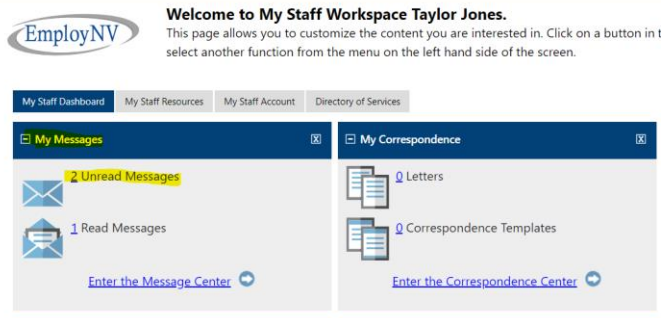 EmployNV
Welcome to My Staff Workspace Taylor Jones.
This page allows you to customize the content you are interested in. Click on a button in
select another function from the menu on the left hand side of the screen.
My Staff Dashboard
My Staff Resources
My Staff Account
Directory of Services
My Messages
X
My Correspondence
X
2 Unread Messages
1 Read Messages
Enter the Message Center
0 Letters
0 Correspondence Templates
Enter the Correspondence Center